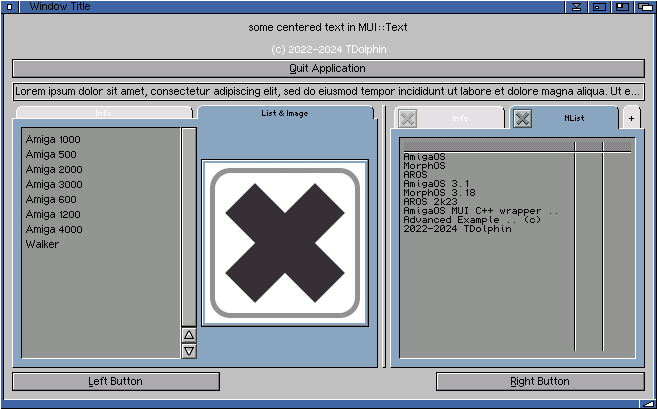 Window Title
some centered text in MUI::Text
(c) 2022-2024 TDolphin
Quit Application
Lorem ipsum dolor sit amet, consectetur adipiscing elit, sed do eiusmod tempor incididunt ut labore et dolore magna aliqua. Ut e...
Info
List & Image
Amiga 1000
Amiga 500
Amiga 2000
Amiga 3000
Amiga 600
Amiga 1200
Amiga 4000
Walker
Info
NList
+
AmigaOS
MorphOS
AROS
AmigaOS 3.1
MorphOS 3.18
AROS 2k23
AmigaOS MUI C++ wrapper ..
Advanced Example .. (c)
2022-2024 TDolphin
Left Button
Right Button